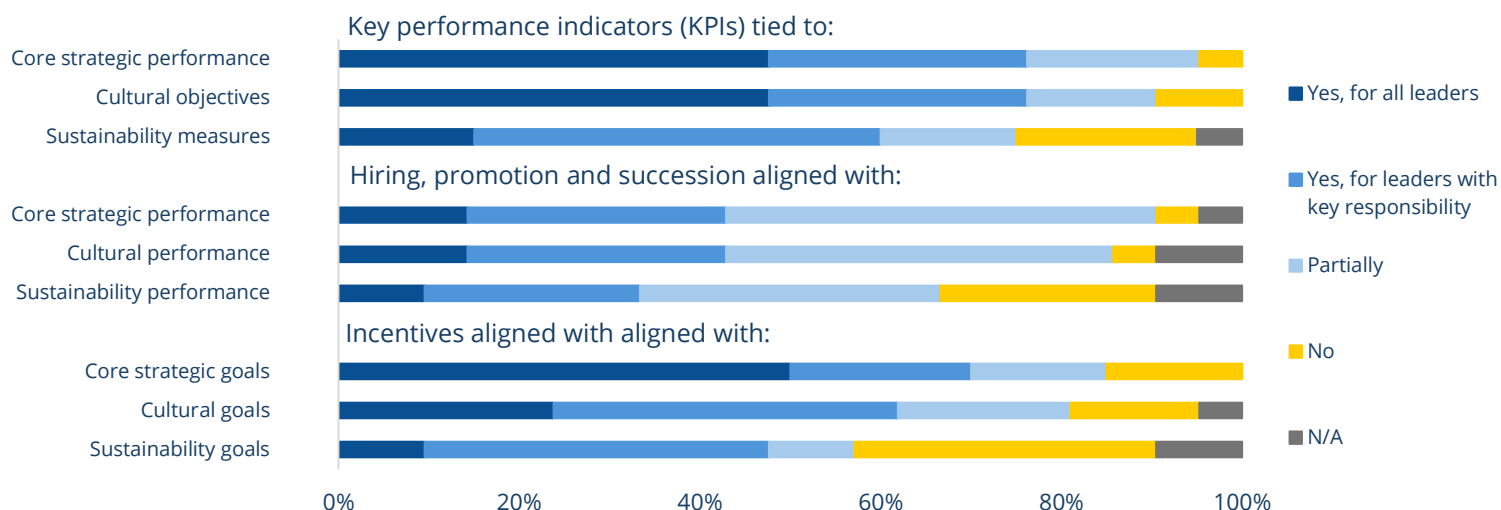 Key performance indicators (KPIs) tied to:
Core strategic performance
Cultural objectives
Sustainability measures
Hiring, promotion and succession aligned with:
Core strategic performance
Cultural performance
Sustainability performance
Incentives aligned with aligned with:
Core strategic goals
Cultural goals
Sustainability goals
0% 20% 40% 60% 80% 100%
Yes, for all leaders
Yes, for leaders with
key responsibility
Partially
No
N/A